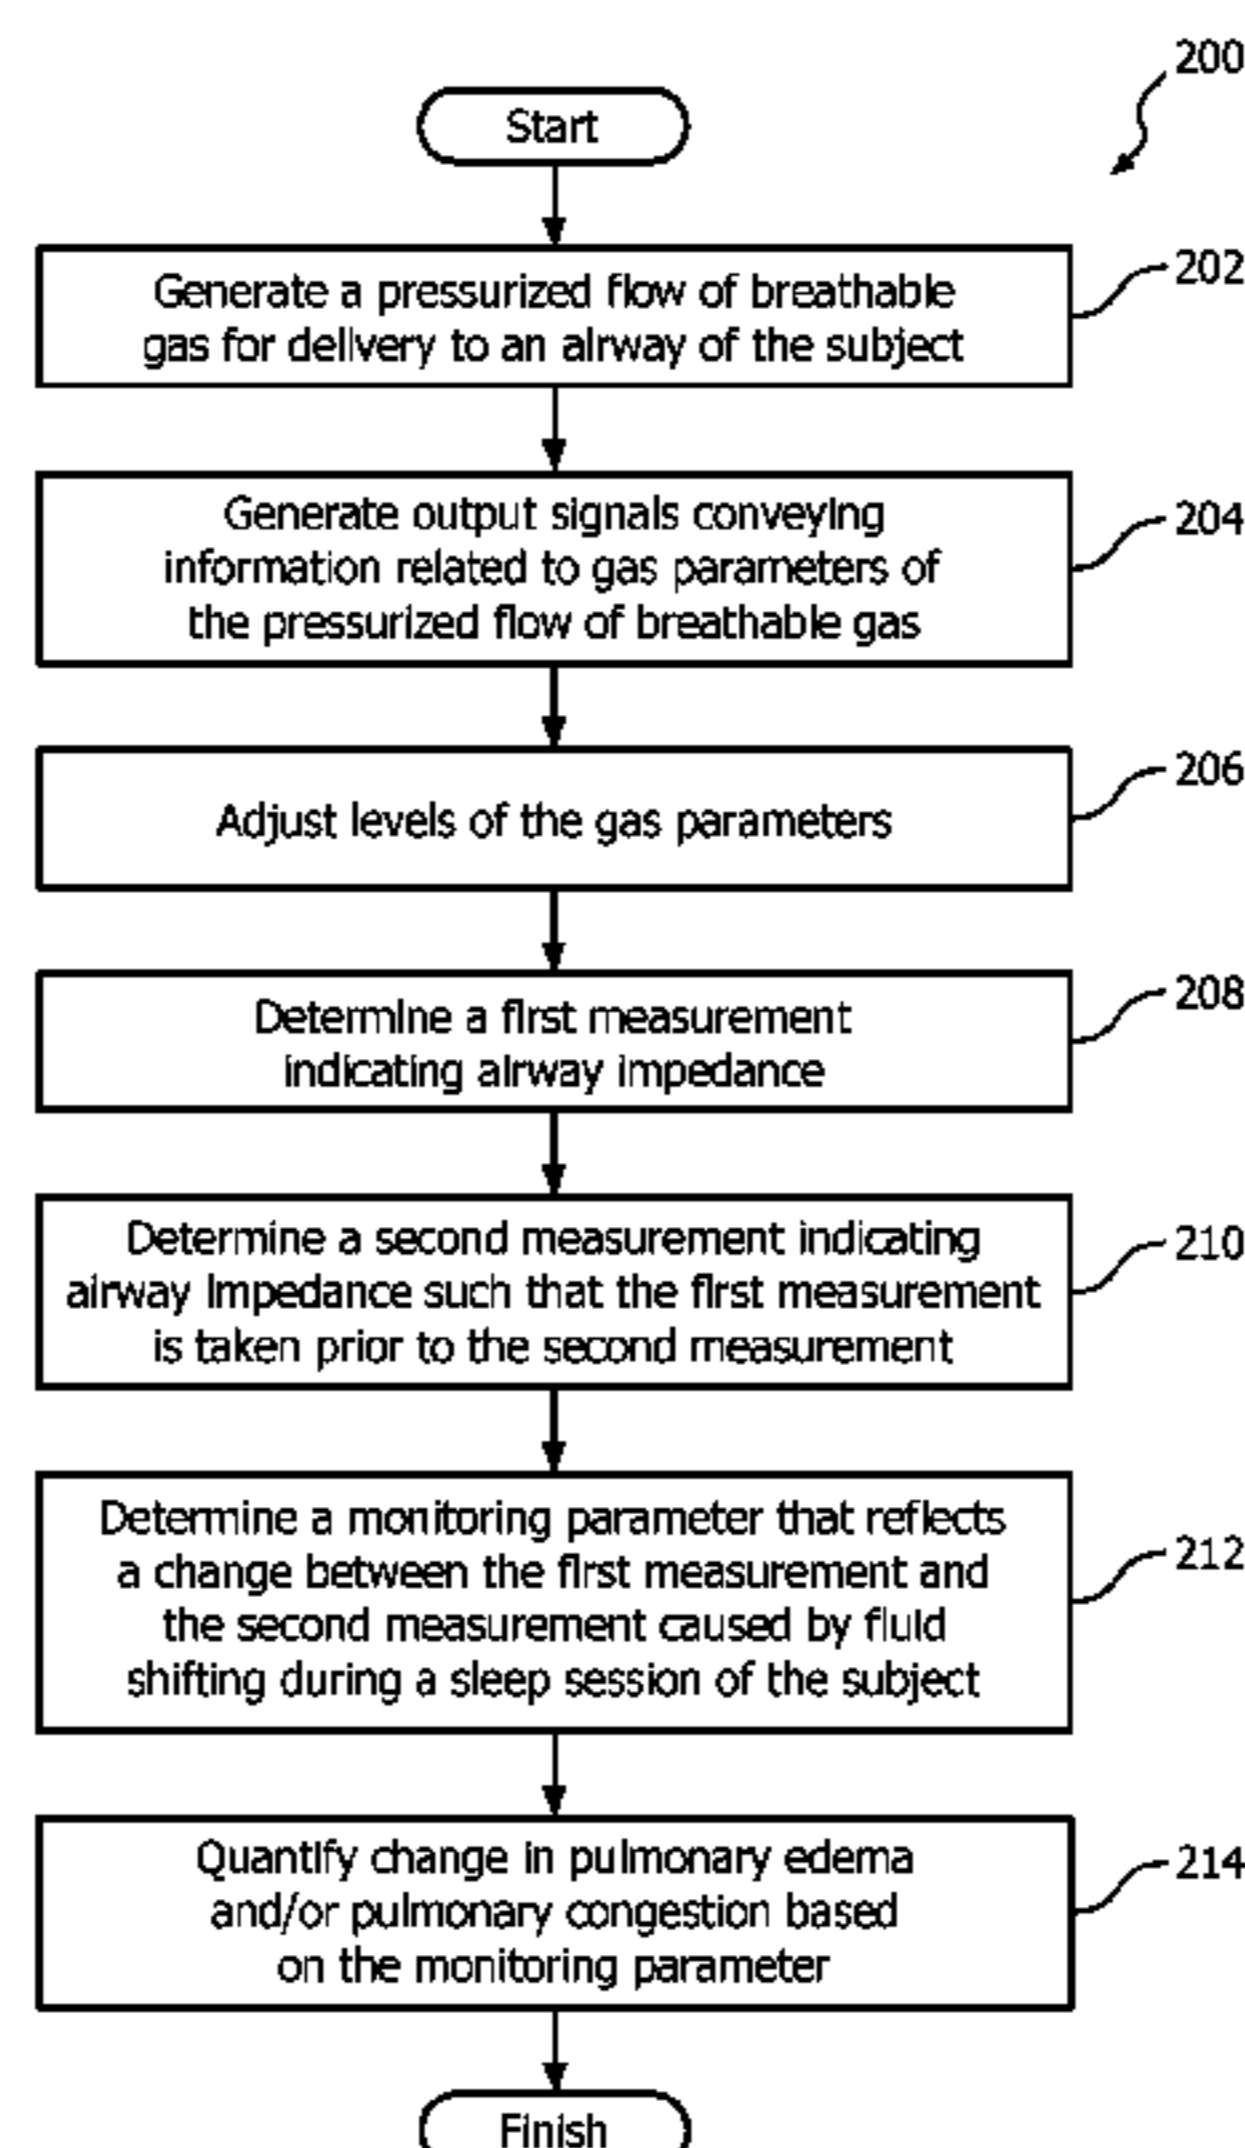 200
Start
202
Generate a pressurized flow of breathable
gas for delivery to an airway of the subject
204
Generate output signals conveying
information related to gas parameters of
the pressurized flow of breathable gas
206
Adjust levels of the gas parameters
208
Determine a first measurement
indicating airway impedance
210
Determine a second measurement indicating
airway impedance such that the first measurement
is taken prior to the second measurement
212
Determine a monitoring parameter that reflects
a change between the first measurement and
the second measurement caused by fluid
shifting during a sleep session of the subject
214
Quantify change in pulmonary edema
and/or pulmonary congestion based
on the monitoring parameter
Finish